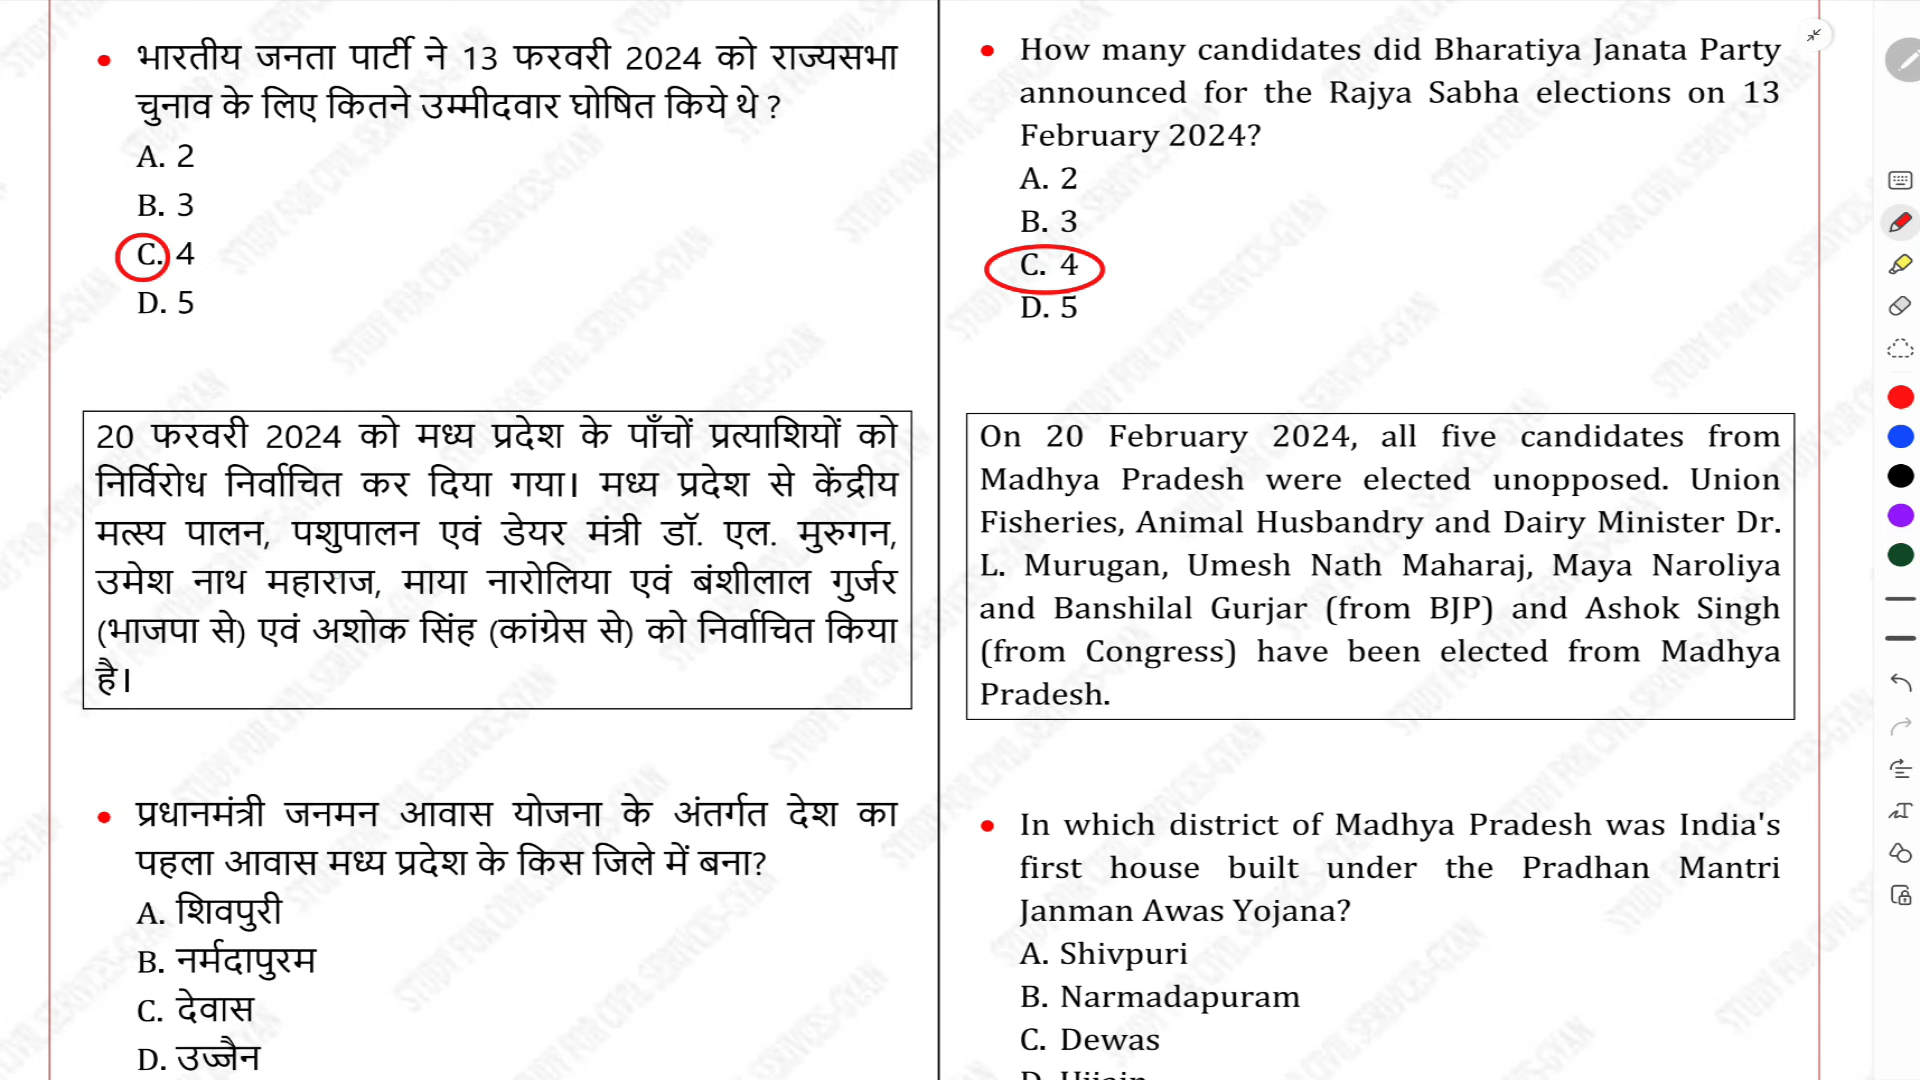 भारतीय जनता पार्टी ने 13 फरवरी 2024 को राज्यसभा
चुनाव के लिए कितने उम्मीदवार घोषित किये थे ?
A. 2
B. 3
C. 4
D. 5
20 फरवरी 2024 को मध्य प्रदेश के पाँचों प्रत्याशियों को
निर्विरोध निर्वाचित कर दिया गया। मध्य प्रदेश से केंद्रीय
मत्स्य पालन, पशुपालन एवं डेयर मंत्री डॉ. एल. मुरुगन,
उमेश नाथ महाराज, माया नारोलिया एवं बंशीलाल गुर्जर
(भाजपा से) एवं अशोक सिंह (कांग्रेस से) को निर्वाचित किया
है।
प्रधानमंत्री जनमन आवास योजना के अंतर्गत देश का
पहला आवास मध्य प्रदेश के किस जिले में बना?
A. शिवपुरी
B. नर्मदापुरम
C. देवास
D. उज्जैन
How many candidates did Bharatiya Janata Party
announced for the Rajya Sabha elections on 13
February 2024?
A. 2
B. 3
C. 4
D. 5
On 20 February 2024, all five candidates from
Madhya Pradesh were elected unopposed. Union
Fisheries, Animal Husbandry and Dairy Minister Dr.
L. Murugan, Umesh Nath Maharaj, Maya Naroliya
and Banshilal Gurjar (from BJP) and Ashok Singh
(from Congress) have been elected from Madhya
Pradesh.
In which district of Madhya Pradesh was India's
first house built under the Pradhan Mantri
Janman Awas Yojana?
A. Shivpuri
B. Narmadapuram
C. Dewas
D. Ujjain